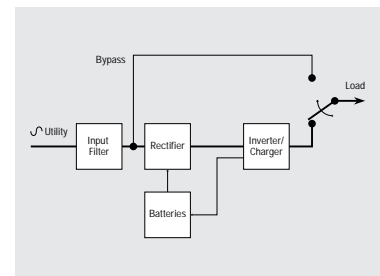 Bypass
Load
Utility
Input
Filter
Rectifier
Inverter/
Charger
Batteries